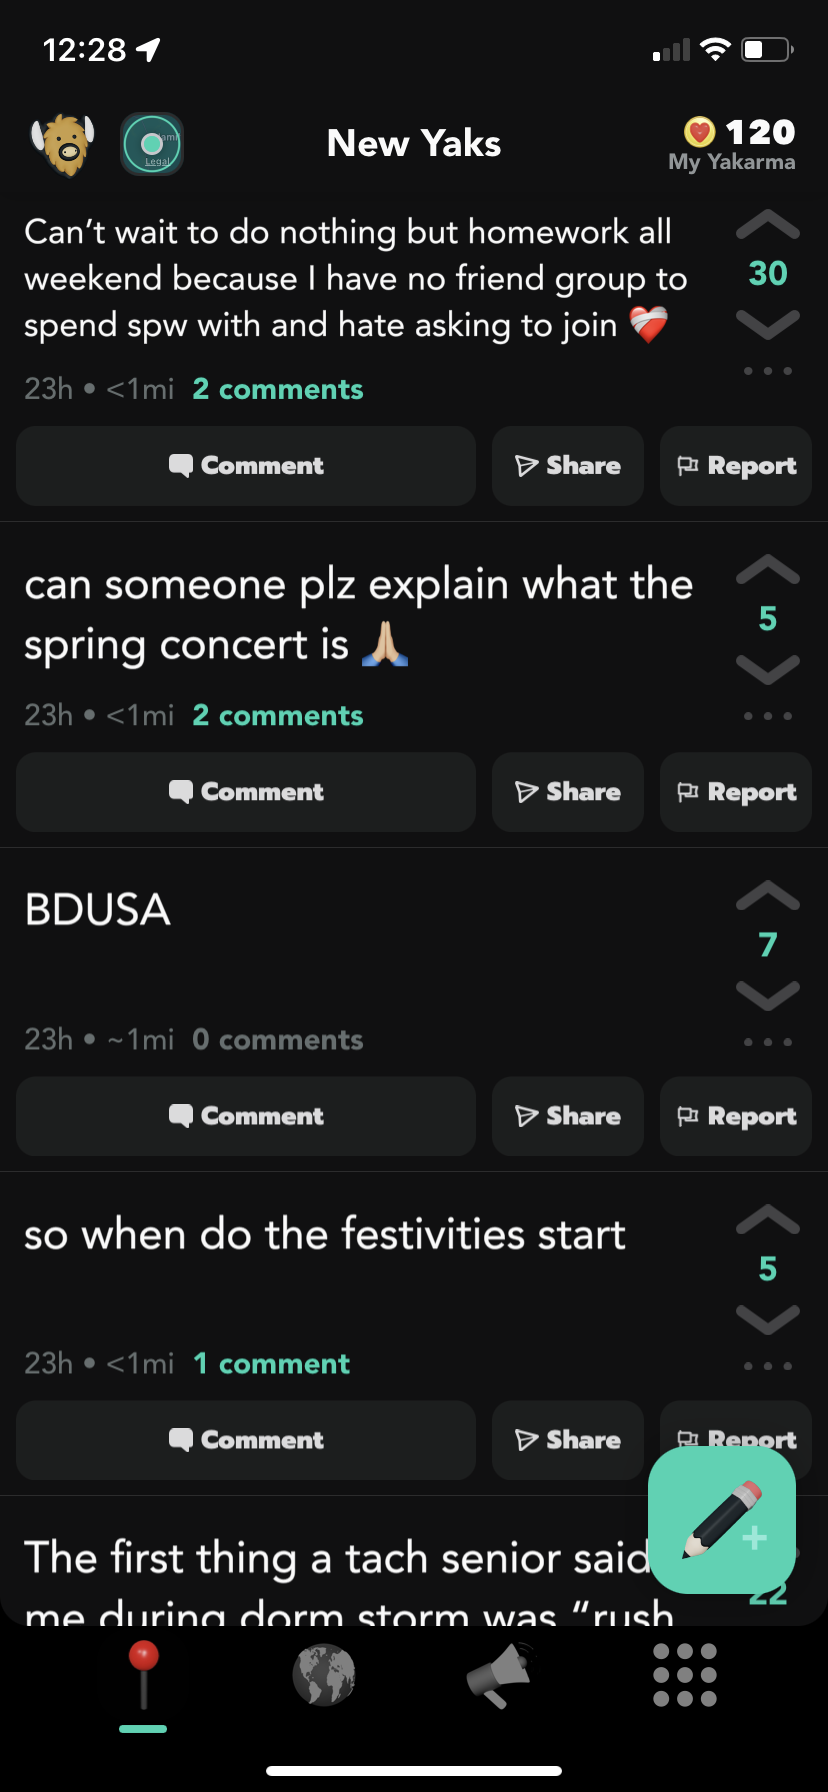 12:28
New Yaks
120
My Yakarma
Legal
Can't wait to do nothing but homework all
weekend because I have no friend group to
spend spw with and hate asking to join ❤️‍🩹
30
23h • <1mi 2 comments
Comment Share Report
can someone plz explain what the
spring concert is 🙏🏼
5
23h • <1mi 2 comments
Comment Share Report
BDUSA
7
23h • ~1mi 0 comments
Comment Share Report
so when do the festivities start
5
23h • <1mi 1 comment
Comment Share Report
The first thing a tach senior said
me during dorm storm was “rush
22